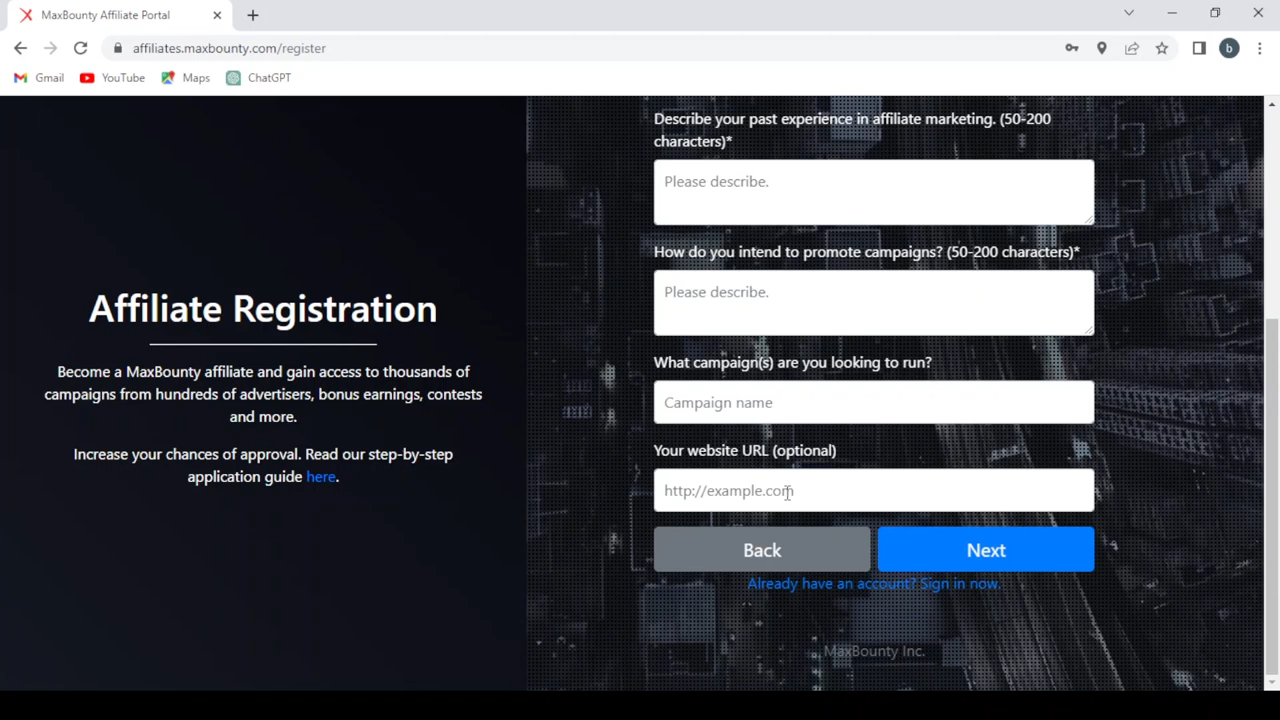 MaxBounty Affiliate Portal
affiliates.maxbounty.com/register
b
Gmail
YouTube
Maps
ChatGPT
Describe your past experience in affiliate marketing. (50-200
characters)*
Please describe.
How do you intend to promote campaigns? (50-200 characters)*
Please describe.
Affiliate Registration
Become a MaxBounty affiliate and gain access to thousands of
campaigns from hundreds of advertisers, bonus earnings, contests
and more.
Increase your chances of approval. Read our step-by-step
application guide here.
What campaign(s) are you looking to run?
Campaign name
Your website URL (optional)
http://example.com
Back
Next
Already have an account? Sign in now.
MaxBounty Inc.